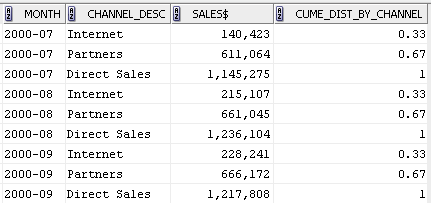 MONTH CHANNEL_DESC SALES$ CUME_DIST_BY_CHANNEL
2000-07 Internet 140,423 0.33
2000-07 Partners 611,064 0.67
2000-07 Direct Sales 1,145,275 1
2000-08 Internet 215,107 0.33
2000-08 Partners 661,045 0.67
2000-08 Direct Sales 1,236,104 1
2000-09 Internet 228,241 0.33
2000-09 Partners 666,172 0.67
2000-09 Direct Sales 1,217,808 1